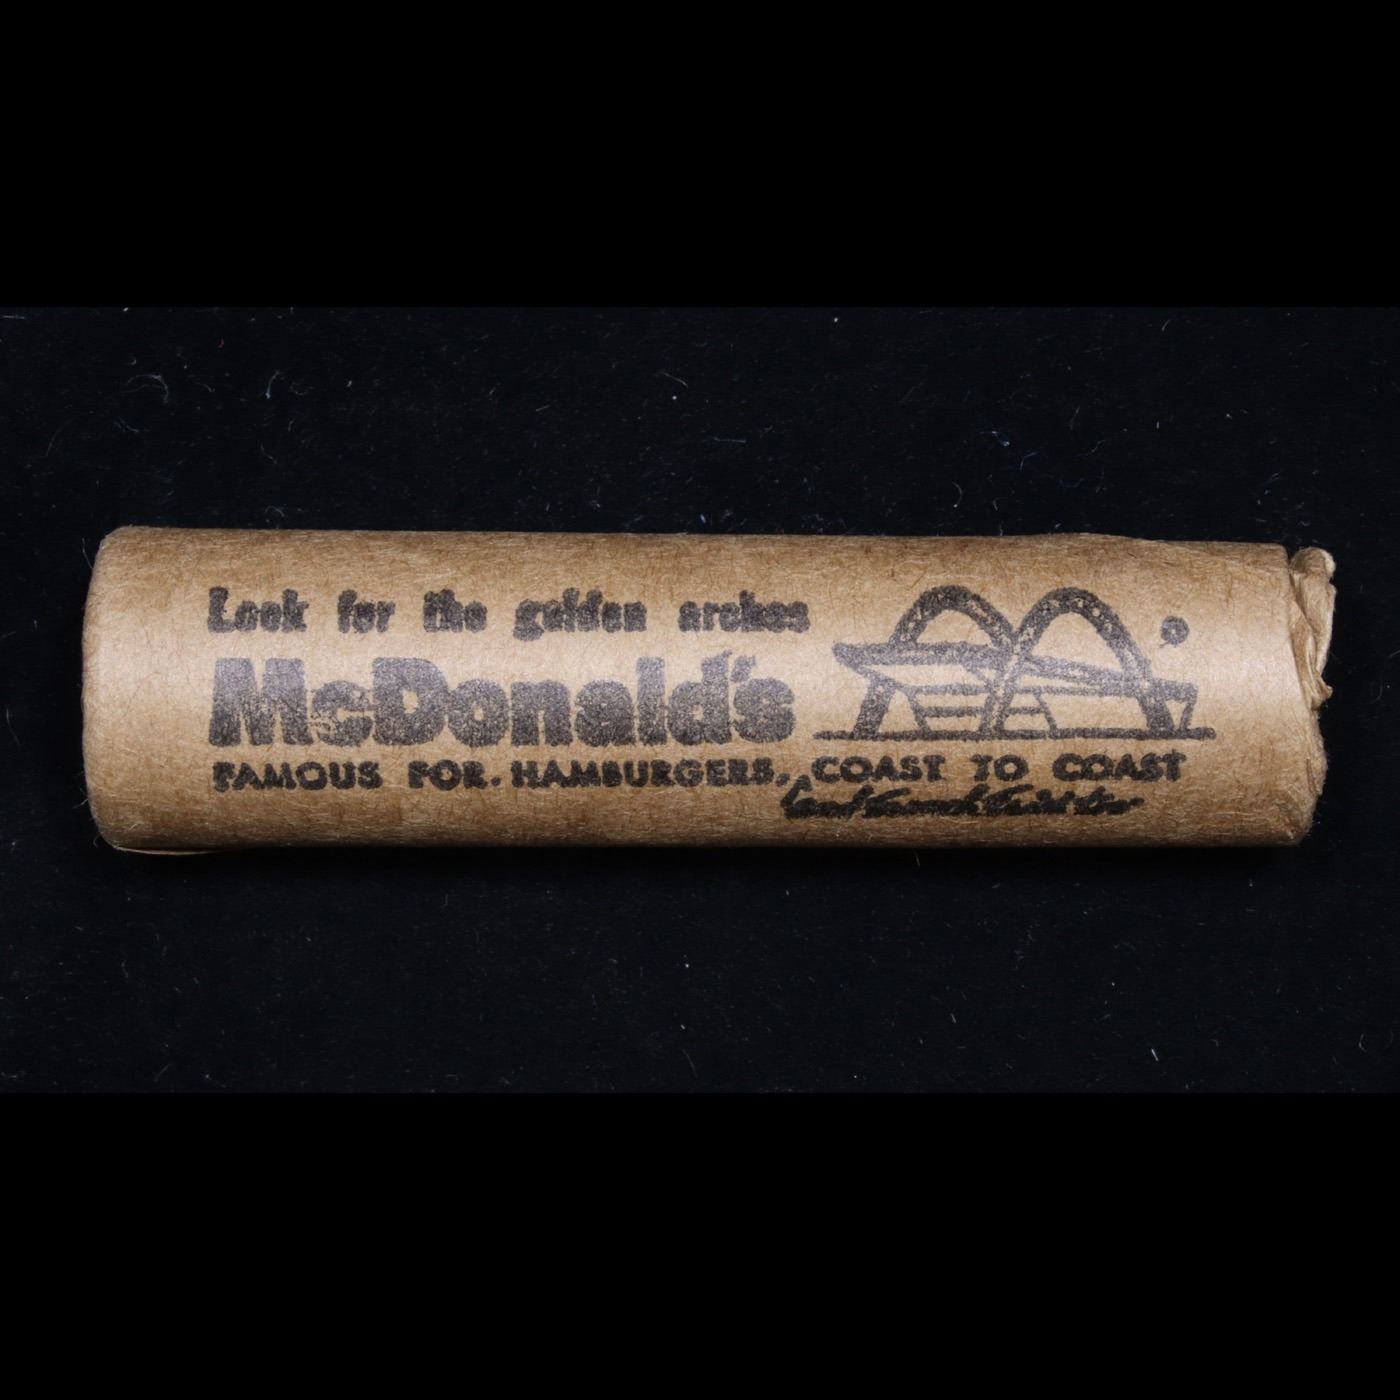 Look for the golden arches
McDonald's
FAMOUS FOR. HAMBURGERS, COAST TO COAST